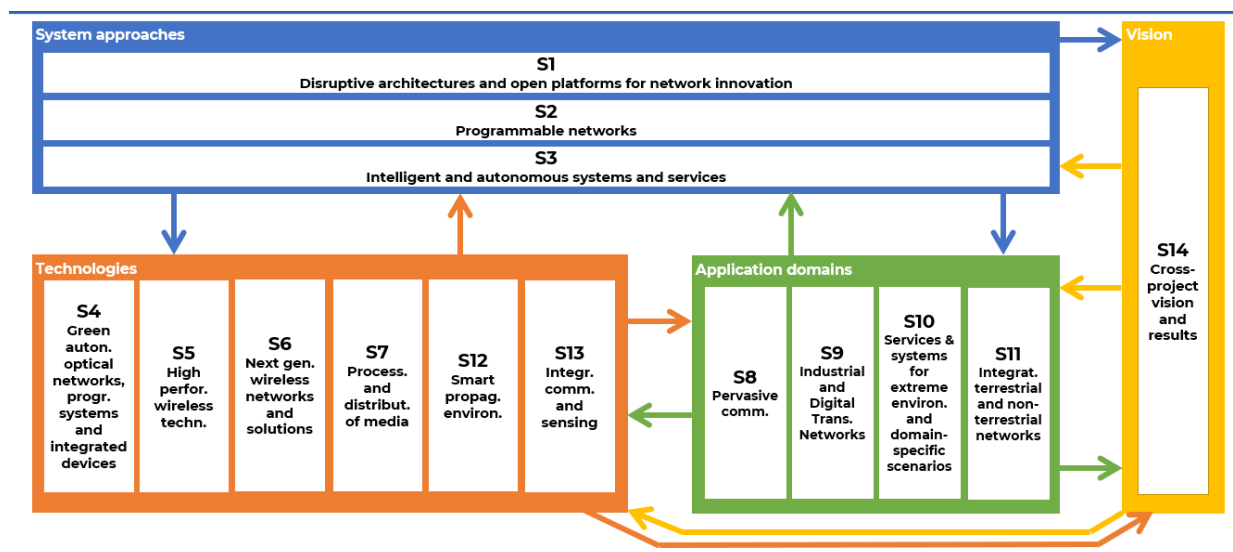 System approaches
S1
Disruptive architectures and open platforms for network innovation
S2
Programmable networks
S3
Intelligent and autonomous systems and services
Technologies
S4
Green
auton.
optical
networks,
progr.
systems
and
integrated
devices
S5
High
perfor.
wireless
techn.
S6
Next gen.
wireless
networks
and
solutions
S7
Process.
and
distribut.
of media
S12
Smart
propag.
environ.
S13
Integr.
comm.
and
sensing
Application domains
S8
Pervasive
comm.
S9
Industrial
and
Digital
Trans.
Networks
S10
Services &
systems
for
extreme
environ.
and
domain-
specific
scenarios
S11
Integrat.
terrestrial
and non-
terrestrial
networks
Vision
S14
Cross-
project
vision
and
results